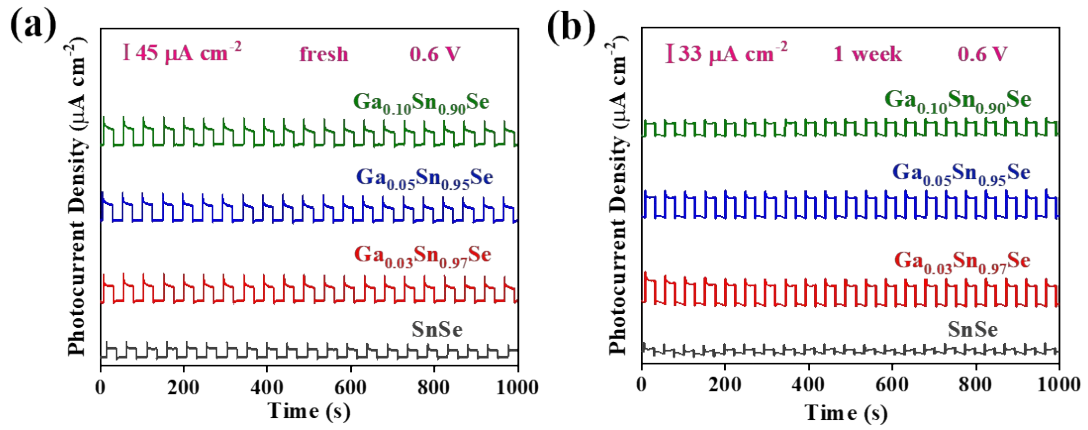 (a)
I 45 μA cm⁻² fresh 0.6 V
Ga₀.₁₀Sn₀.₉₀Se
Ga₀.₀₅Sn₀.₉₅Se
Ga₀.₀₃Sn₀.₉₇Se
SnSe
Photocurrent Density (μA cm⁻²)
0 200 400 600 800 1000
Time (s)
(b)
I 33 μA cm⁻² 1 week 0.6 V
Ga₀.₁₀Sn₀.₉₀Se
Ga₀.₀₅Sn₀.₉₅Se
Ga₀.₀₃Sn₀.₉₇Se
SnSe
Photocurrent Density (μA cm⁻²)
0 200 400 600 800 1000
Time (s)